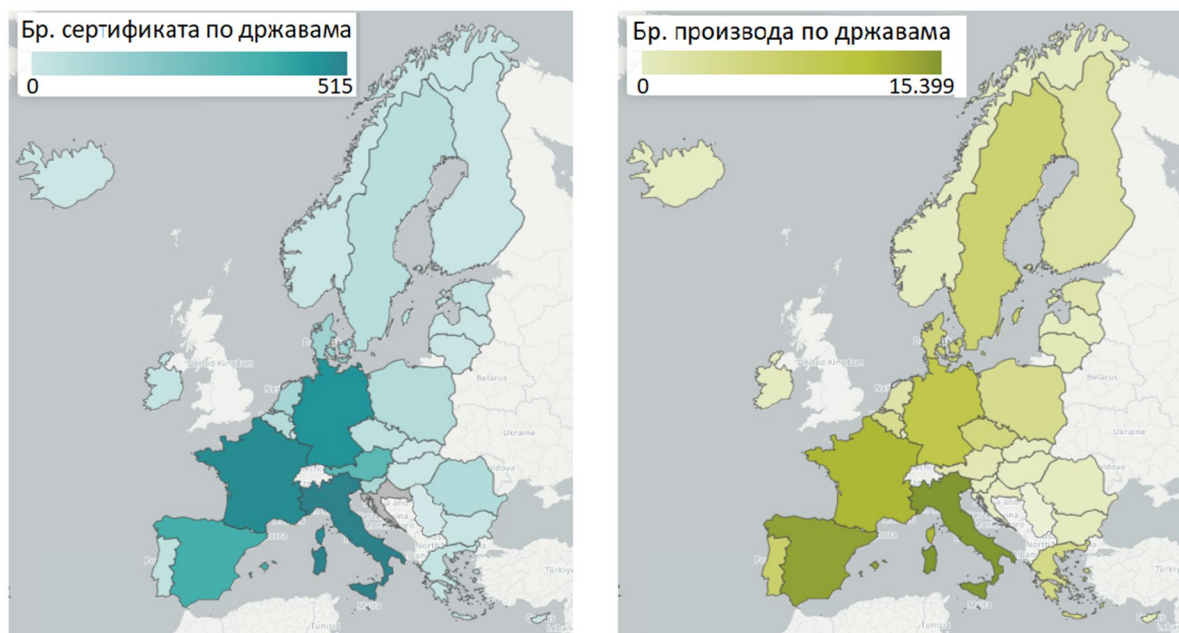 Бр. сертификата по државама
0 515
United Kingdom
Belarus
Ukraine
Malta
Tunisia
Türkiye
Бр. производа по државама
0 15.399
United Kingdom
Belarus
Ukraine
Malta
Tunisia
Türkiye